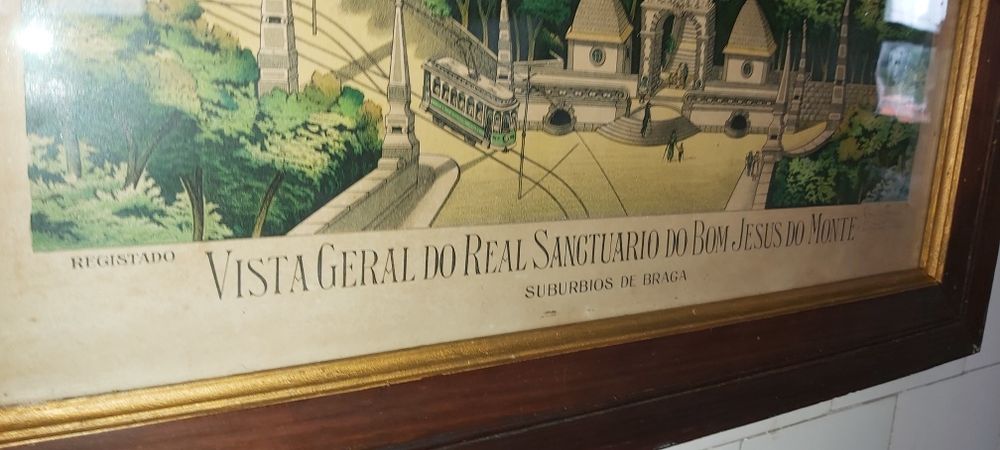 REGISTADO
VISTA GERAL DO REAL SANCTUARIO DO BOM JESUS DO MONTE
SUBURBIOS DE BRAGA